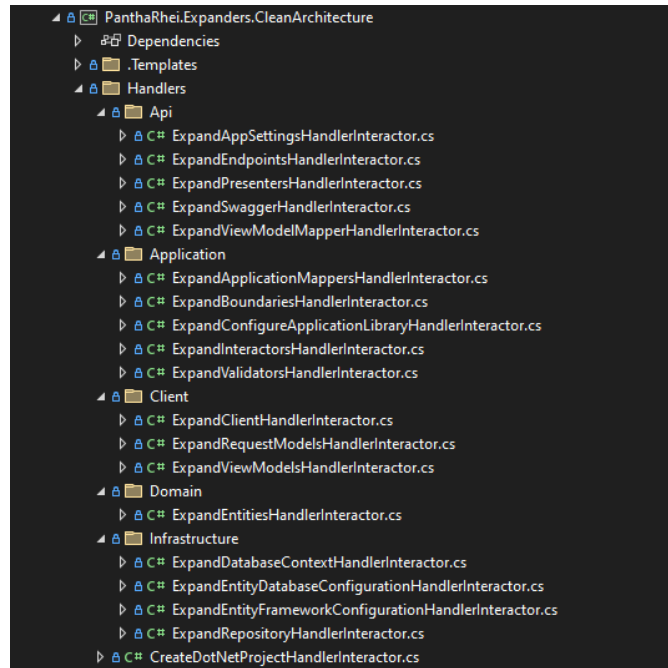 C# PanthaRhei.Expanders.CleanArchitecture
Dependencies
.Templates
Handlers
Api
C# ExpandAppSettingsHandlerInteractor.cs
C# ExpandEndpointsHandlerInteractor.cs
C# ExpandPresentersHandlerInteractor.cs
C# ExpandSwaggerHandlerInteractor.cs
C# ExpandViewModelMapperHandlerInteractor.cs
Application
C# ExpandApplicationMappersHandlerInteractor.cs
C# ExpandBoundariesHandlerInteractor.cs
C# ExpandConfigureApplicationLibraryHandlerInteractor.cs
C# ExpandInteractorsHandlerInteractor.cs
C# ExpandValidatorsHandlerInteractor.cs
Client
C# ExpandClientHandlerInteractor.cs
C# ExpandRequestModelsHandlerInteractor.cs
C# ExpandViewModelsHandlerInteractor.cs
Domain
C# ExpandEntitiesHandlerInteractor.cs
Infrastructure
C# ExpandDatabaseContextHandlerInteractor.cs
C# ExpandEntityDatabaseConfigurationHandlerInteractor.cs
C# ExpandEntityFrameworkConfigurationHandlerInteractor.cs
C# ExpandRepositoryHandlerInteractor.cs
C# CreateDotNetProjectHandlerInteractor.cs